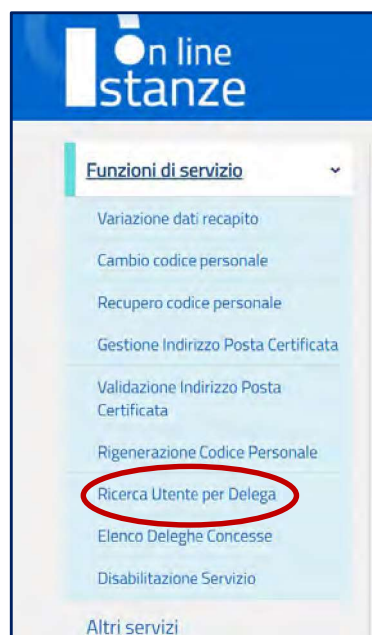 On line
Istanze
Funzioni di servizio
Variazione dati recapito
Cambio codice personale
Recupero codice personale
Gestione Indirizzo Posta Certificata
Validazione Indirizzo Posta
Certificata
Rigenerazione Codice Personale
Ricerca Utente per Delega
Elenco Deleghe Concesse
Disabilitazione Servizio
Altri servizi